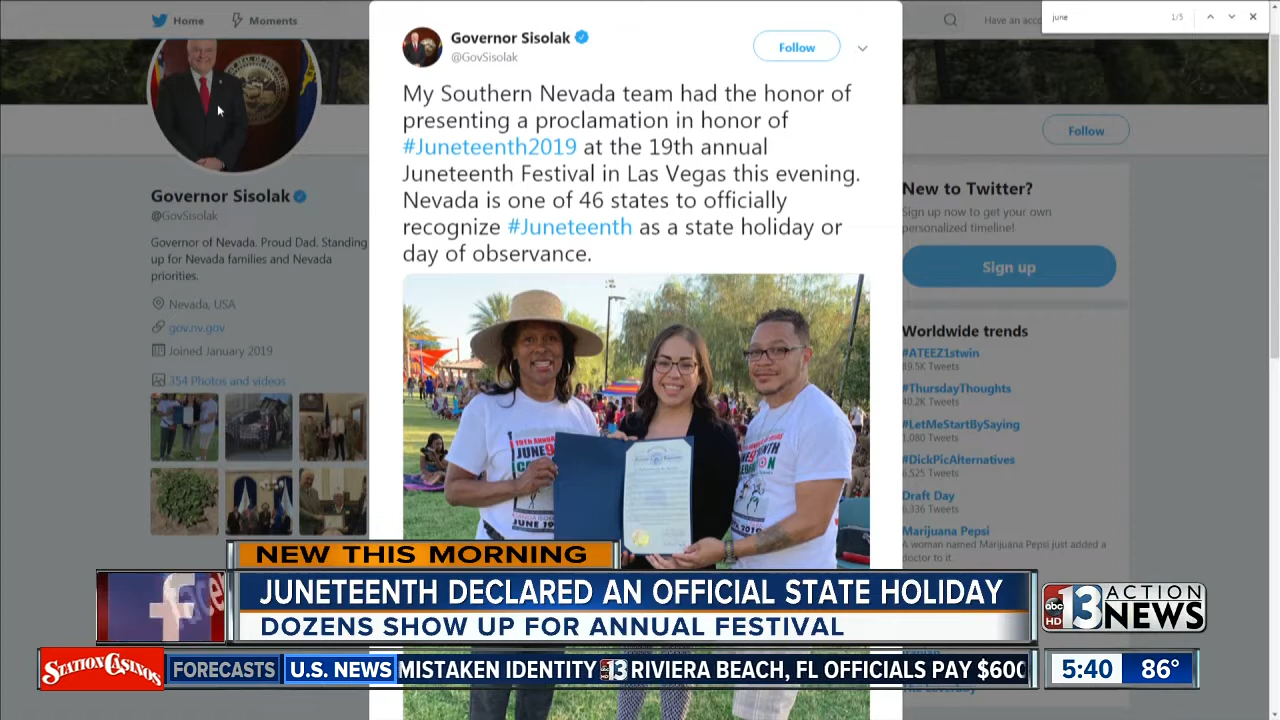 Home
Moments
Have an acco
june
1/5
Governor Sisolak
@GovSisolak
Follow
My Southern Nevada team had the honor of
presenting a proclamation in honor of
#Juneteenth2019 at the 19th annual
Juneteenth Festival in Las Vegas this evening.
Nevada is one of 46 states to officially
recognize #Juneteenth as a state holiday or
day of observance.
Governor Sisolak
@GovSisolak
Governor of Nevada. Proud Dad. Standing
up for Nevada families and Nevada
priorities.
Nevada, USA
gov.nv.gov
Joined January 2019
354 Photos and videos
Follow
New to Twitter?
Sign up now to get your own
personalized timeline!
Sign up
Worldwide trends
#ATEEZ1stwin
89.5K Tweets
#ThursdayThoughts
40.2K Tweets
#LetMeStartBySaying
1,080 Tweets
#DickPicAlternatives
6,525 Tweets
Draft Day
6,336 Tweets
Marijuana Pepsi
A woman named Marijuana Pepsi just added a
doctor to it
19TH ANNU
JUNE
JUNE 19
NEW THIS MORNING
JUNETEENTH DECLARED AN OFFICIAL STATE HOLIDAY
DOZENS SHOW UP FOR ANNUAL FESTIVAL
abc
HD
13
ACTION
NEWS
STATION CASINOS
FORECASTS
U.S. NEWS
MISTAKEN IDENTITY
13
RIVIERA BEACH, FL OFFICIALS PAY $600
5:40
86°